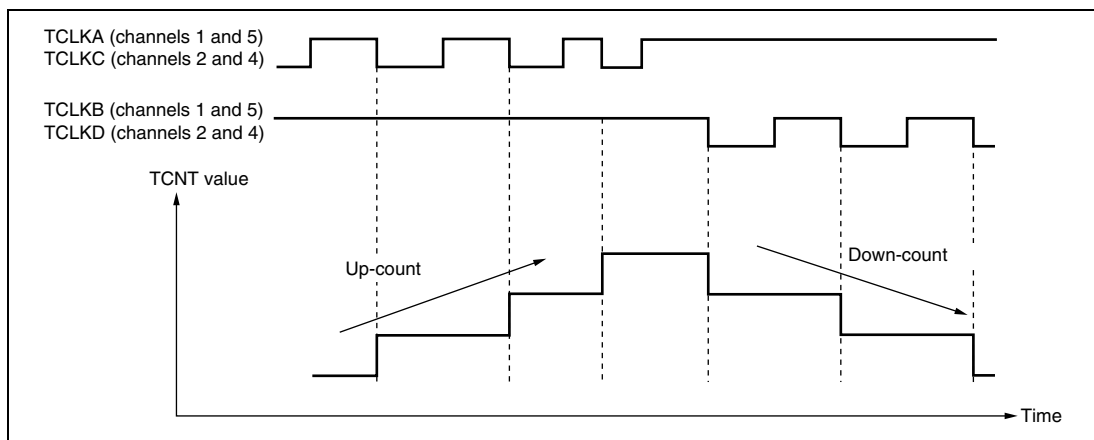 TCLKA (channels 1 and 5)
TCLKC (channels 2 and 4)
TCLKB (channels 1 and 5)
TCLKD (channels 2 and 4)
TCNT value
Up-count
Down-count
Time